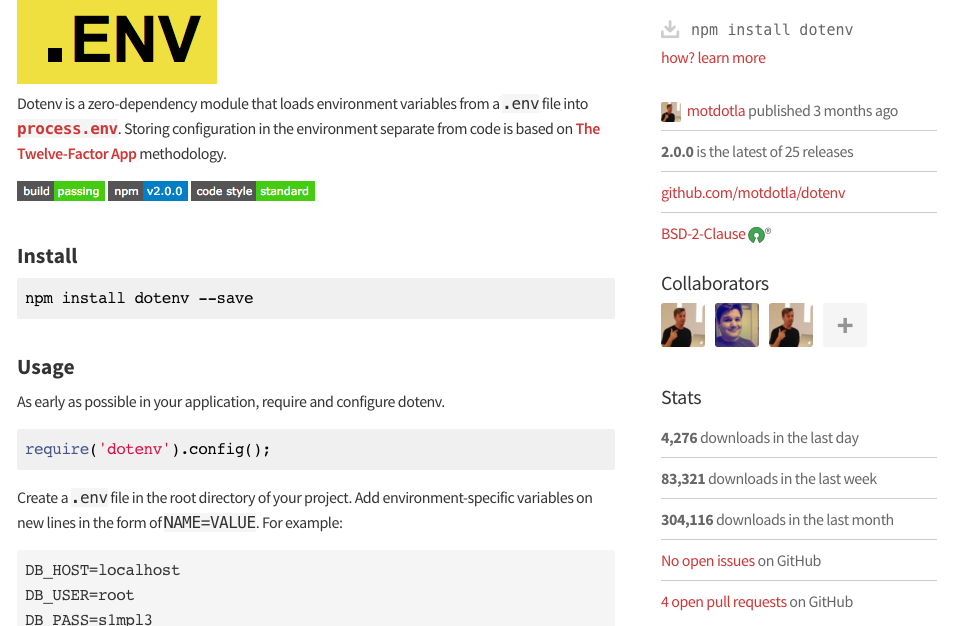 .ENV
Dotenv is a zero-dependency module that loads environment variables from a .env file into
process.env. Storing configuration in the environment separate from code is based on The
Twelve-Factor App methodology.
build passing npm v2.0.0 code style standard
Install
npm install dotenv --save
Usage
As early as possible in your application, require and configure dotenv.
require('dotenv').config();
Create a .env file in the root directory of your project. Add environment-specific variables on
new lines in the form of NAME=VALUE. For example:
DB_HOST=localhost
DB_USER=root
DB_PASS=s1mpl3
npm install dotenv
how? learn more
motdotla published 3 months ago
2.0.0 is the latest of 25 releases
github.com/motdotla/dotenv
BSD-2-Clause ®
Collaborators
+
Stats
4,276 downloads in the last day
83,321 downloads in the last week
304,116 downloads in the last month
No open issues on GitHub
4 open pull requests on GitHub